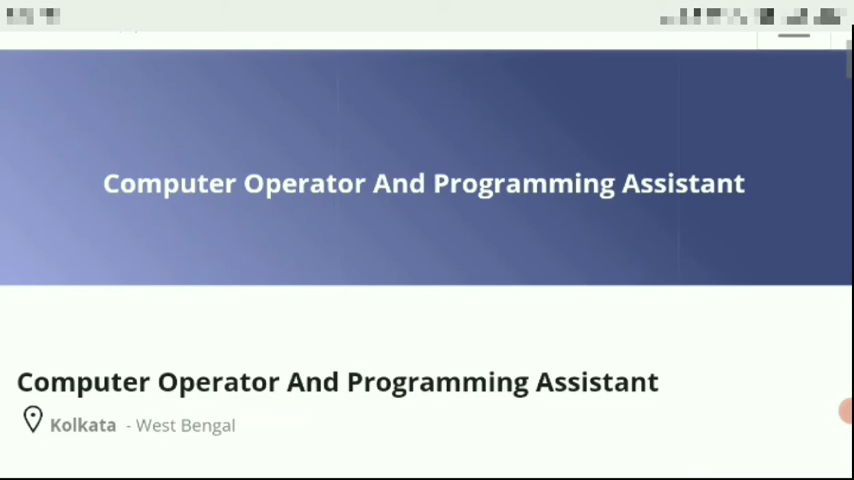 Computer Operator And Programming Assistant
Computer Operator And Programming Assistant
Kolkata - West Bengal